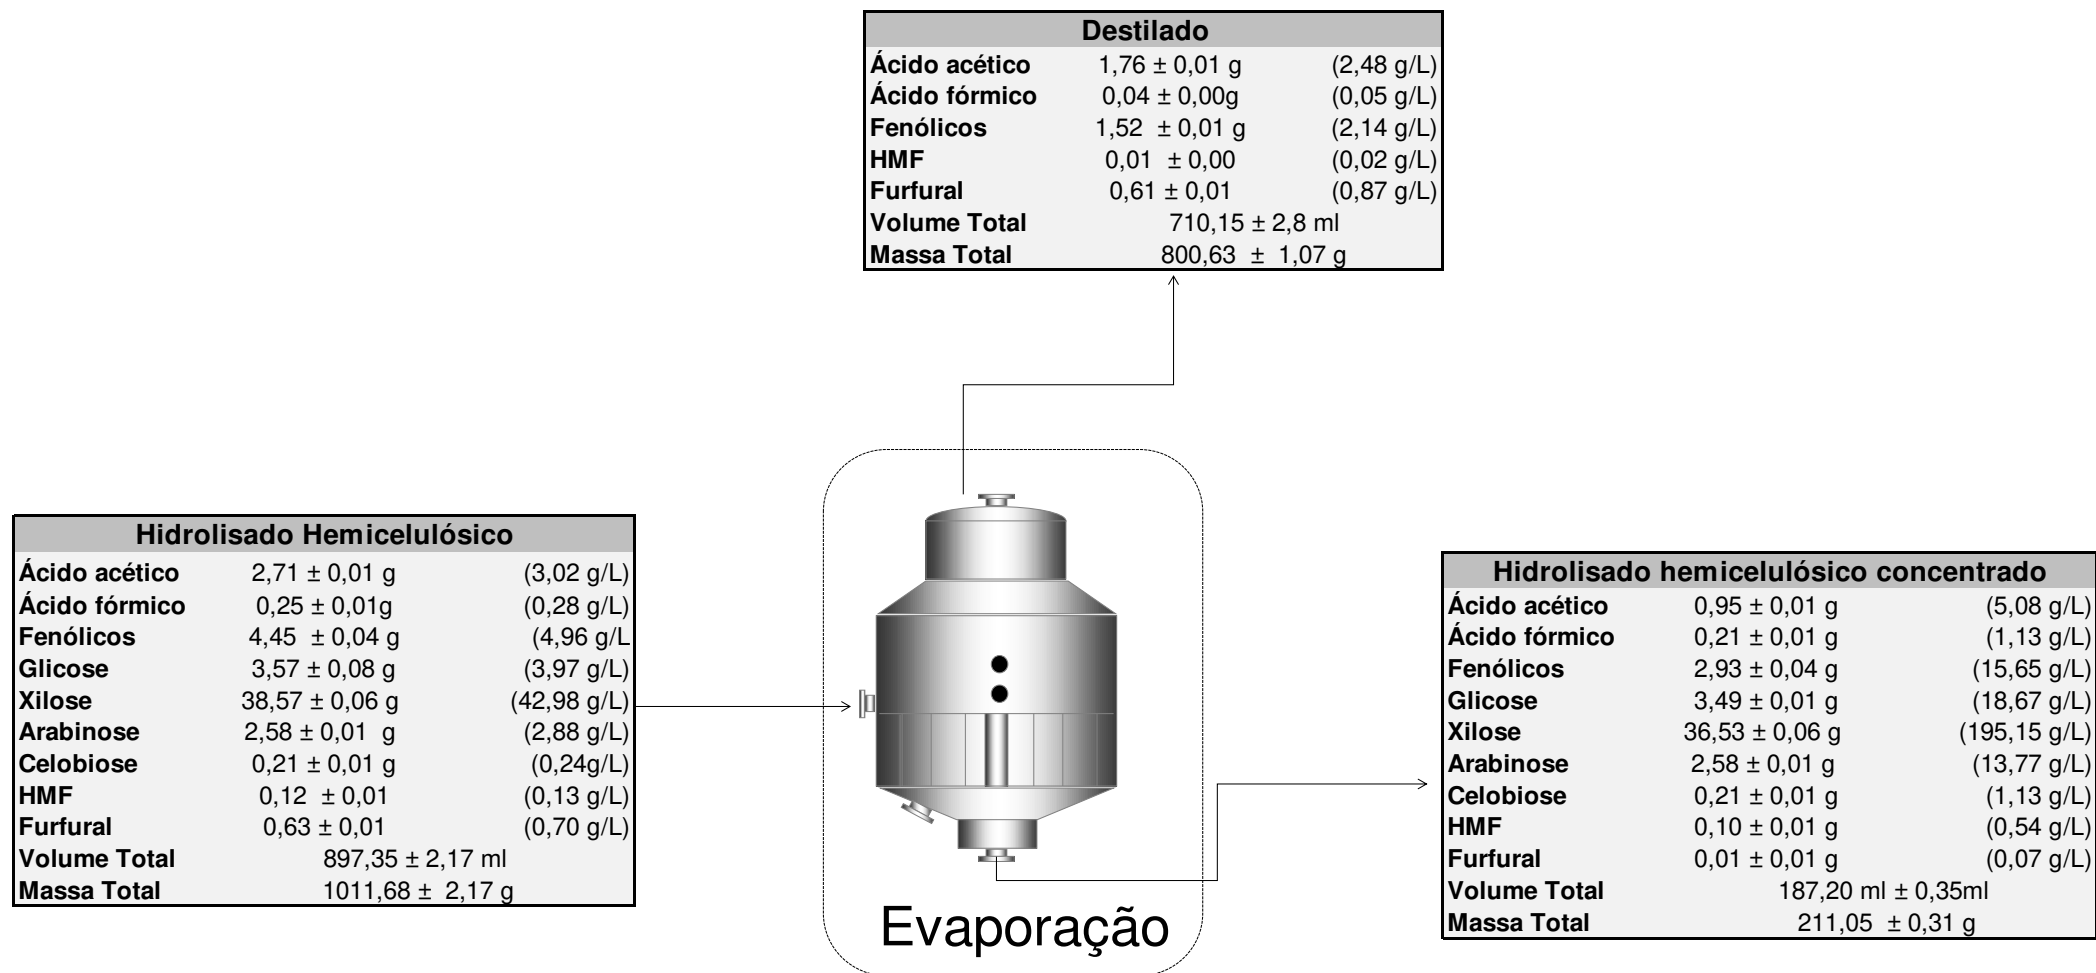 Destilado
Ácido acético 1,76 ± 0,01 g (2,48 g/L)
Ácido fórmico 0,04 ± 0,00g (0,05 g/L)
Fenólicos 1,52 ± 0,01 g (2,14 g/L)
HMF 0,01 ± 0,00 (0,02 g/L)
Furfural 0,61 ± 0,01 (0,87 g/L)
Volume Total 710,15 ± 2,8 ml
Massa Total 800,63 ± 1,07 g
Hidrolisado Hemicelulósico
Ácido acético 2,71 ± 0,01 g (3,02 g/L)
Ácido fórmico 0,25 ± 0,01g (0,28 g/L)
Fenólicos 4,45 ± 0,04 g (4,96 g/L
Glicose 3,57 ± 0,08 g (3,97 g/L)
Xilose 38,57 ± 0,06 g (42,98 g/L)
Arabinose 2,58 ± 0,01 g (2,88 g/L)
Celobiose 0,21 ± 0,01 g (0,24g/L)
HMF 0,12 ± 0,01 (0,13 g/L)
Furfural 0,63 ± 0,01 (0,70 g/L)
Volume Total 897,35 ± 2,17 ml
Massa Total 1011,68 ± 2,17 g
Evaporação
Hidrolisado hemicelulósico concentrado
Ácido acético 0,95 ± 0,01 g (5,08 g/L)
Ácido fórmico 0,21 ± 0,01 g (1,13 g/L)
Fenólicos 2,93 ± 0,04 g (15,65 g/L)
Glicose 3,49 ± 0,01 g (18,67 g/L)
Xilose 36,53 ± 0,06 g (195,15 g/L)
Arabinose 2,58 ± 0,01 g (13,77 g/L)
Celobiose 0,21 ± 0,01 g (1,13 g/L)
HMF 0,10 ± 0,01 g (0,54 g/L)
Furfural 0,01 ± 0,01 g (0,07 g/L)
Volume Total 187,20 ml ± 0,35ml
Massa Total 211,05 ± 0,31 g